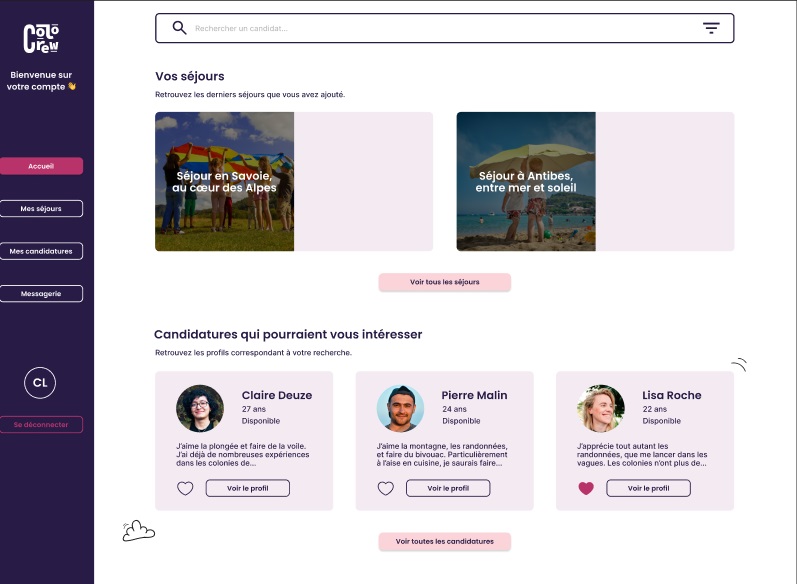 Colo
Crew
Bienvenue sur
votre compte 👋
Accueil
Mes séjours
Mes candidatures
Messagerie
CL
Se déconnecter
Rechercher un candidat...
Vos séjours
Retrouvez les derniers séjours que vous avez ajouté.
Séjour en Savoie,
au cœur des Alpes
Séjour à Antibes,
entre mer et soleil
Voir tous les séjours
Candidatures qui pourraient vous intéresser
Retrouvez les profils correspondant à votre recherche.
Claire Deuze
27 ans
Disponible
J'aime la plongée et faire de la voile.
J'ai déjà de nombreuses expériences
dans les colonies de...
Voir le profil
Pierre Malin
24 ans
Disponible
J'aime la montagne, les randonnées,
et faire du bivouac. Particulièrement
à l'aise en cuisine, je saurais faire...
Voir le profil
Lisa Roche
22 ans
Disponible
J'apprécie tout autant les
randonnées, que me lancer dans les
vagues. Les colonies n'ont plus de...
Voir le profil
Voir toutes les candidatures